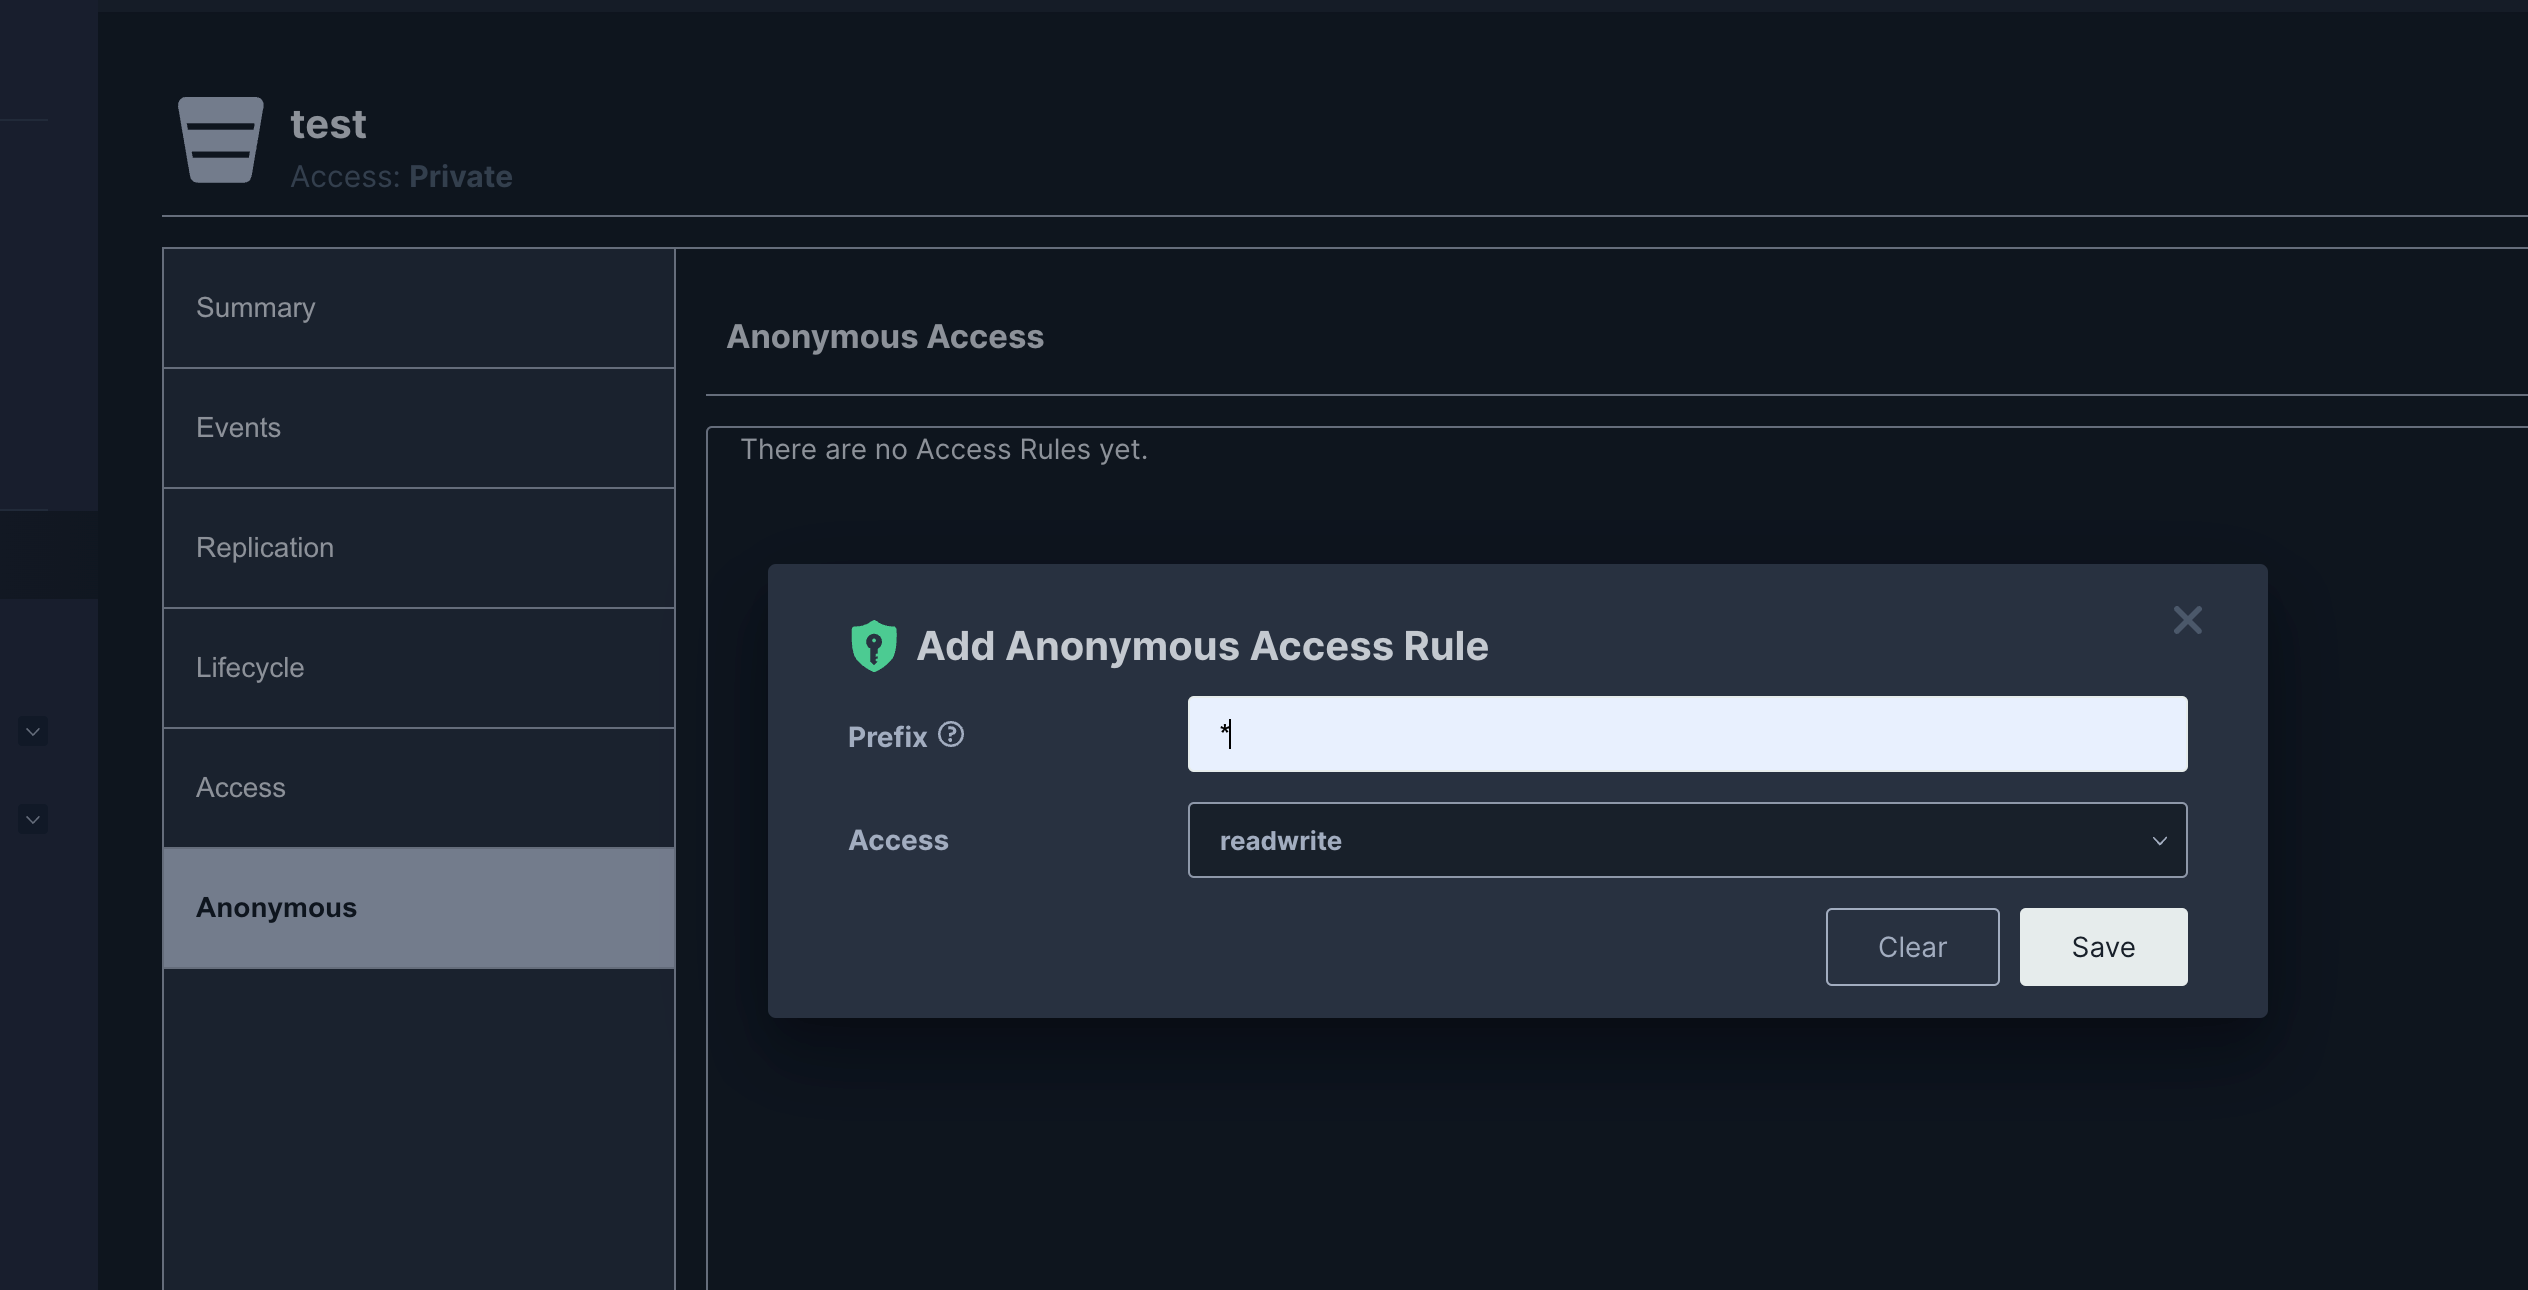 test
Access: Private
Summary
Events
Replication
Lifecycle
Access
Anonymous
Anonymous Access
There are no Access Rules yet.
Add Anonymous Access Rule
Prefix
*
Access
readwrite
Clear
Save